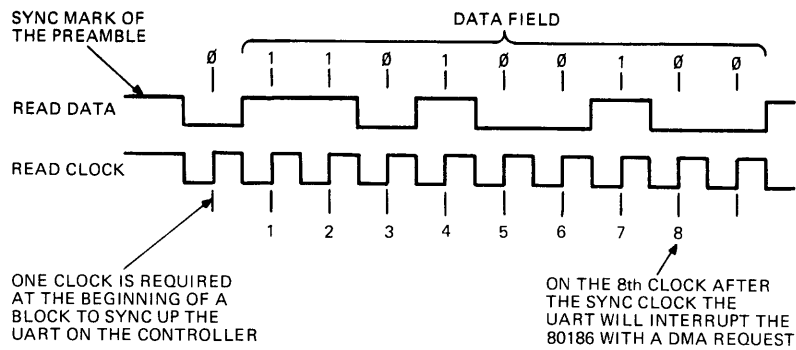 SYNC MARK OF
THE PREAMBLE
DATA FIELD
Ø 1 1 Ø 1 Ø Ø 1 Ø Ø
READ DATA
READ CLOCK
1 2 3 4 5 6 7 8
ONE CLOCK IS REQUIRED
AT THE BEGINNING OF A
BLOCK TO SYNC UP THE
UART ON THE CONTROLLER
ON THE 8th CLOCK AFTER
THE SYNC CLOCK THE
UART WILL INTERRUPT THE
80186 WITH A DMA REQUEST